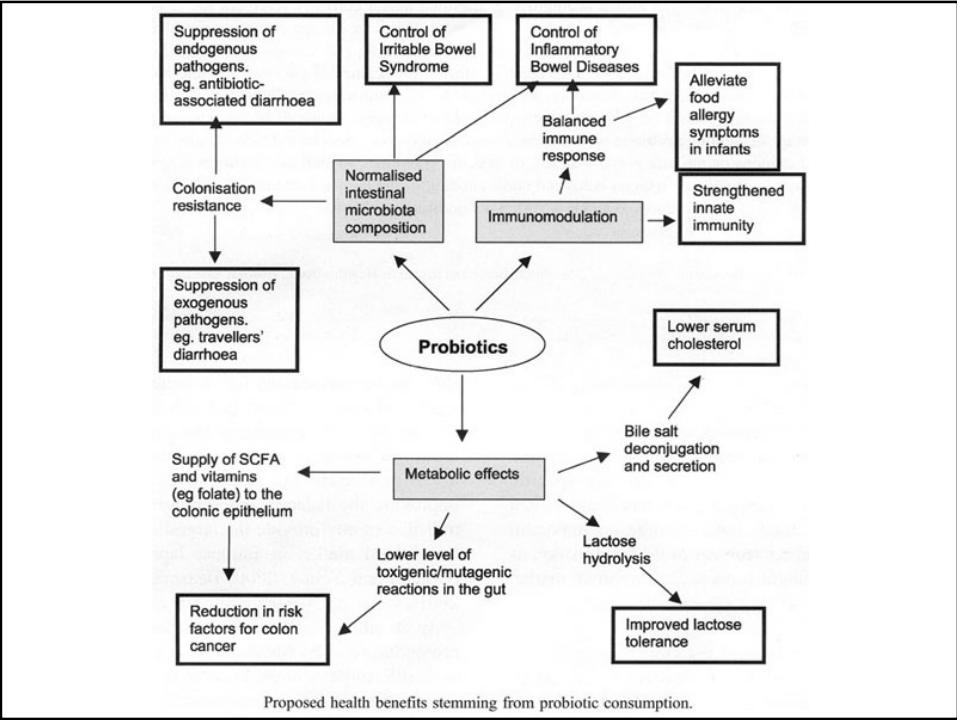 Suppression of
endogenous
pathogens.
eg. antibiotic-
associated diarrhoea
Control of
Irritable Bowel
Syndrome
Control of
Inflammatory
Bowel Diseases
Alleviate
food
allergy
symptoms
in infants
Balanced
immune
response
Colonisation
resistance
Normalised
intestinal
microbiota
composition
Immunomodulation
Strengthened
innate
immunity
Suppression of
exogenous
pathogens.
eg. travellers'
diarrhoea
Probiotics
Lower serum
cholesterol
Bile salt
deconjugation
and secretion
Supply of SCFA
and vitamins
(eg folate) to the
colonic epithelium
Metabolic effects
Lactose
hydrolysis
Lower level of
toxigenic/mutagenic
reactions in the gut
Reduction in risk
factors for colon
cancer
Improved lactose
tolerance
Proposed health benefits stemming from probiotic consumption.